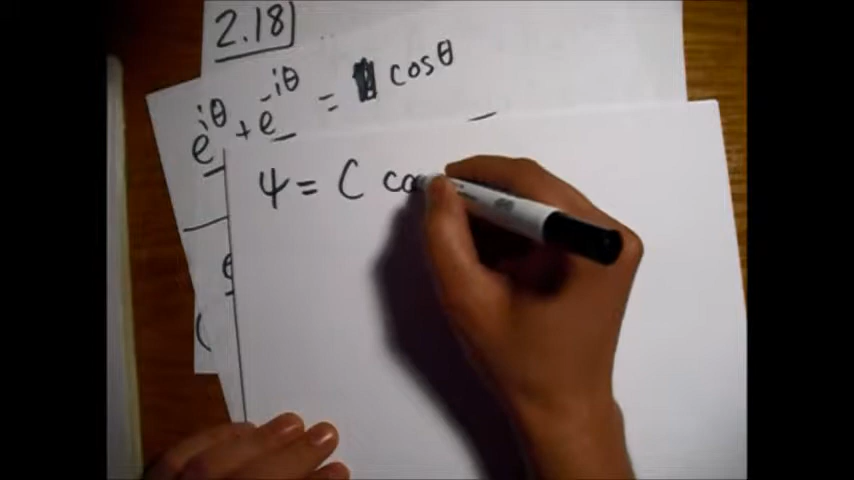 2.18
e^{iθ} + e^{-iθ} = cosθ
ψ = C co